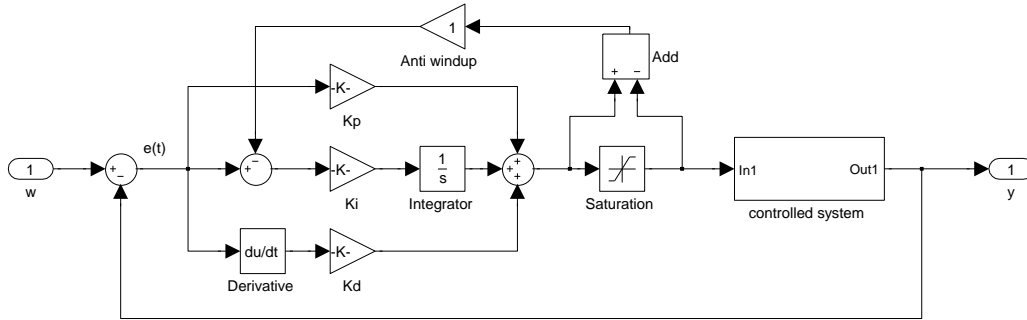 1
Anti windup
Add
+ −
-K-
Kp
e(t)
1
w
+
−
−
+
-K-
Ki
1
s
Integrator
+
+
+
Saturation
In1
Out1
controlled system
1
y
du/dt
Derivative
-K-
Kd